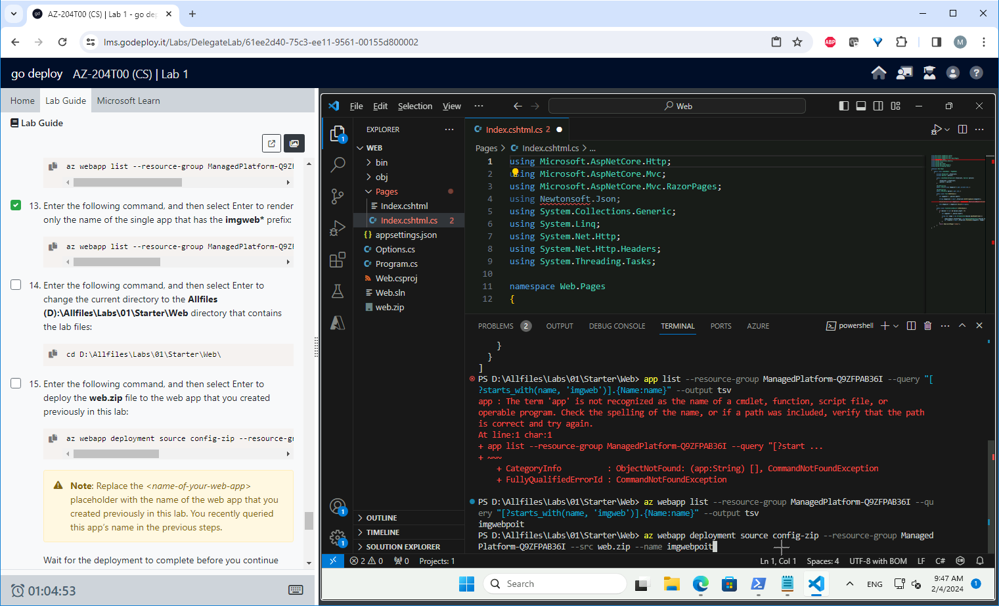 AZ-204T00 (CS) | Lab 1 - go dep
lms.godeploy.it/Labs/DelegateLab/61ee2d40-75c3-ee11-9561-00155d800002
ABP
M
go deploy AZ-204T00 (CS) | Lab 1
Home Lab Guide Microsoft Learn
Lab Guide
az webapp list --resource-group ManagedPlatform-Q9ZF
13. Enter the following command, and then select Enter to render
only the name of the single app that has the imgweb* prefix:
az webapp list --resource-group ManagedPlatform-Q9ZF
14. Enter the following command, and then select Enter to
change the current directory to the Allfiles
(D):\Allfiles\Labs\01\Starter\Web directory that contains
the lab files:
cd D:\Allfiles\Labs\01\Starter\Web\
15. Enter the following command, and then select Enter to
deploy the web.zip file to the web app that you created
previously in this lab:
az webapp deployment source config-zip --resource-gr
Note: Replace the <name-of-your-web-app>
placeholder with the name of the web app that you
created previously in this lab. You recently queried
this app's name in the previous steps.
Wait for the deployment to complete before you continue
01:04:53
File Edit Selection View ··· Web
1
EXPLORER
WEB
bin
obj
Pages
Index.cshtml
Index.cshtml.cs 2
appsettings.json
Options.cs
Program.cs
Web.csproj
Web.sln
web.zip
OUTLINE
TIMELINE
SOLUTION EXPLORER
1
1
Index.cshtml.cs 2
Pages > Index.cshtml.cs > ...
1 using Microsoft.AspNetCore.Http;
2 using Microsoft.AspNetCore.Mvc;
3 using Microsoft.AspNetCore.Mvc.RazorPages;
4 using Newtonsoft.Json;
5 using System.Collections.Generic;
6 using System.Linq;
7 using System.Net.Http;
8 using System.Net.Http.Headers;
9 using System.Threading.Tasks;
10
11 namespace Web.Pages
12 {
PROBLEMS 2 OUTPUT DEBUG CONSOLE TERMINAL PORTS AZURE powershell
}
}
]
PS D:\Allfiles\Labs\01\Starter\Web> app list --resource-group ManagedPlatform-Q9ZFPAB36I --query "[
?starts_with(name, 'imgweb')].{Name:name}" --output tsv
app : The term 'app' is not recognized as the name of a cmdlet, function, script file, or
operable program. Check the spelling of the name, or if a path was included, verify that the path
is correct and try again.
At line:1 char:1
+ app list --resource-group ManagedPlatform-Q9ZFPAB36I --query "[?start ...
+ ~~~
+ CategoryInfo : ObjectNotFound: (app:String) [], CommandNotFoundException
+ FullyQualifiedErrorId : CommandNotFoundException
PS D:\Allfiles\Labs\01\Starter\Web> az webapp list --resource-group ManagedPlatform-Q9ZFPAB36I --qu
ery "[?starts_with(name, 'imgweb')].{Name:name}" --output tsv
imgwebpoit
PS D:\Allfiles\Labs\01\Starter\Web> az webapp deployment source config-zip --resource-group Managed
Platform-Q9ZFPAB36I --src web.zip --name imgwebpoit
2 0 0 Projects: 1 Ln 1, Col 1 Spaces: 4 UTF-8 with BOM LF C#
Search
ENG
9:47 AM
2/4/2024
1